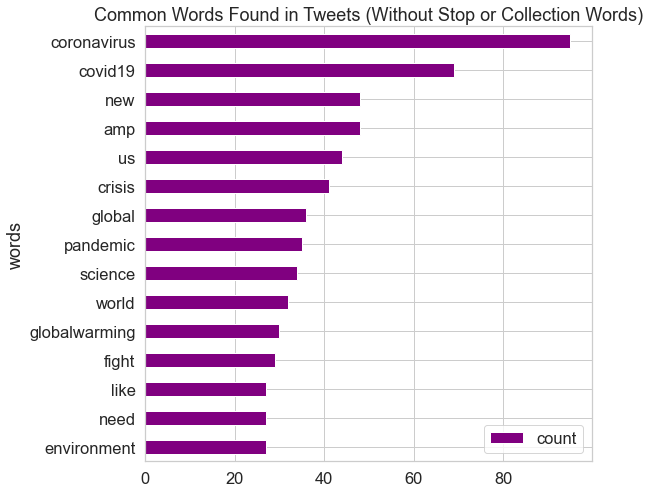 Common Words Found in Tweets (Without Stop or Collection Words)
coronavirus
covid19
new
amp
us
crisis
global
pandemic
science
world
globalwarming
fight
like
need
environment
words
count
0 20 40 60 80